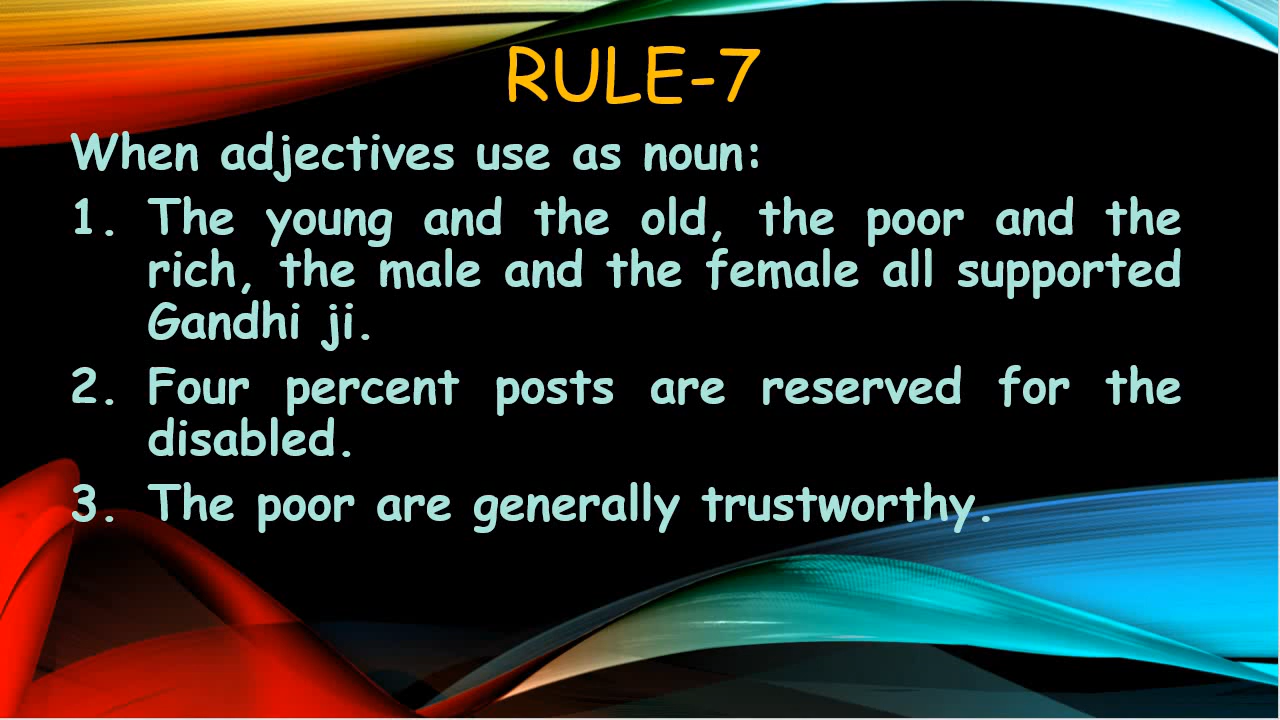 RULE-7
When adjectives use as noun:
1. The young and the old, the poor and the
rich, the male and the female all supported
Gandhi ji.
2. Four percent posts are reserved for the
disabled.
3. The poor are generally trustworthy.